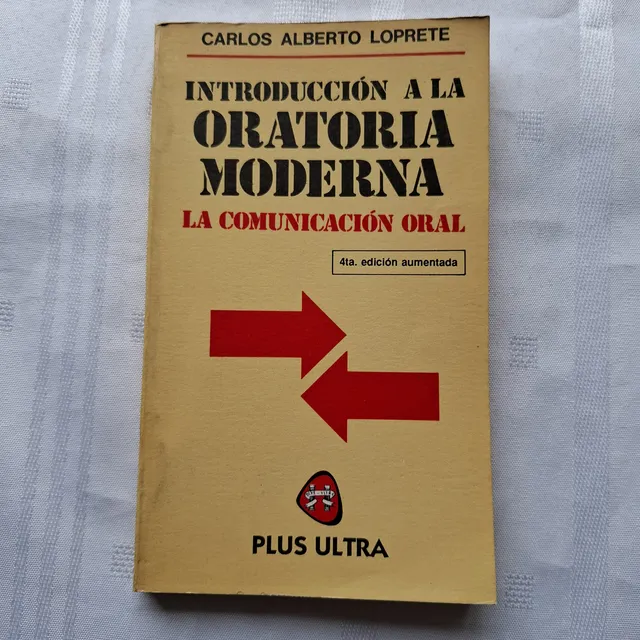 CARLOS ALBERTO LOPRETE
INTRODUCCIÓN A LA
ORATORIA
MODERNA
LA COMUNICACIÓN ORAL
4ta. edición aumentada
PLUS ULTRA